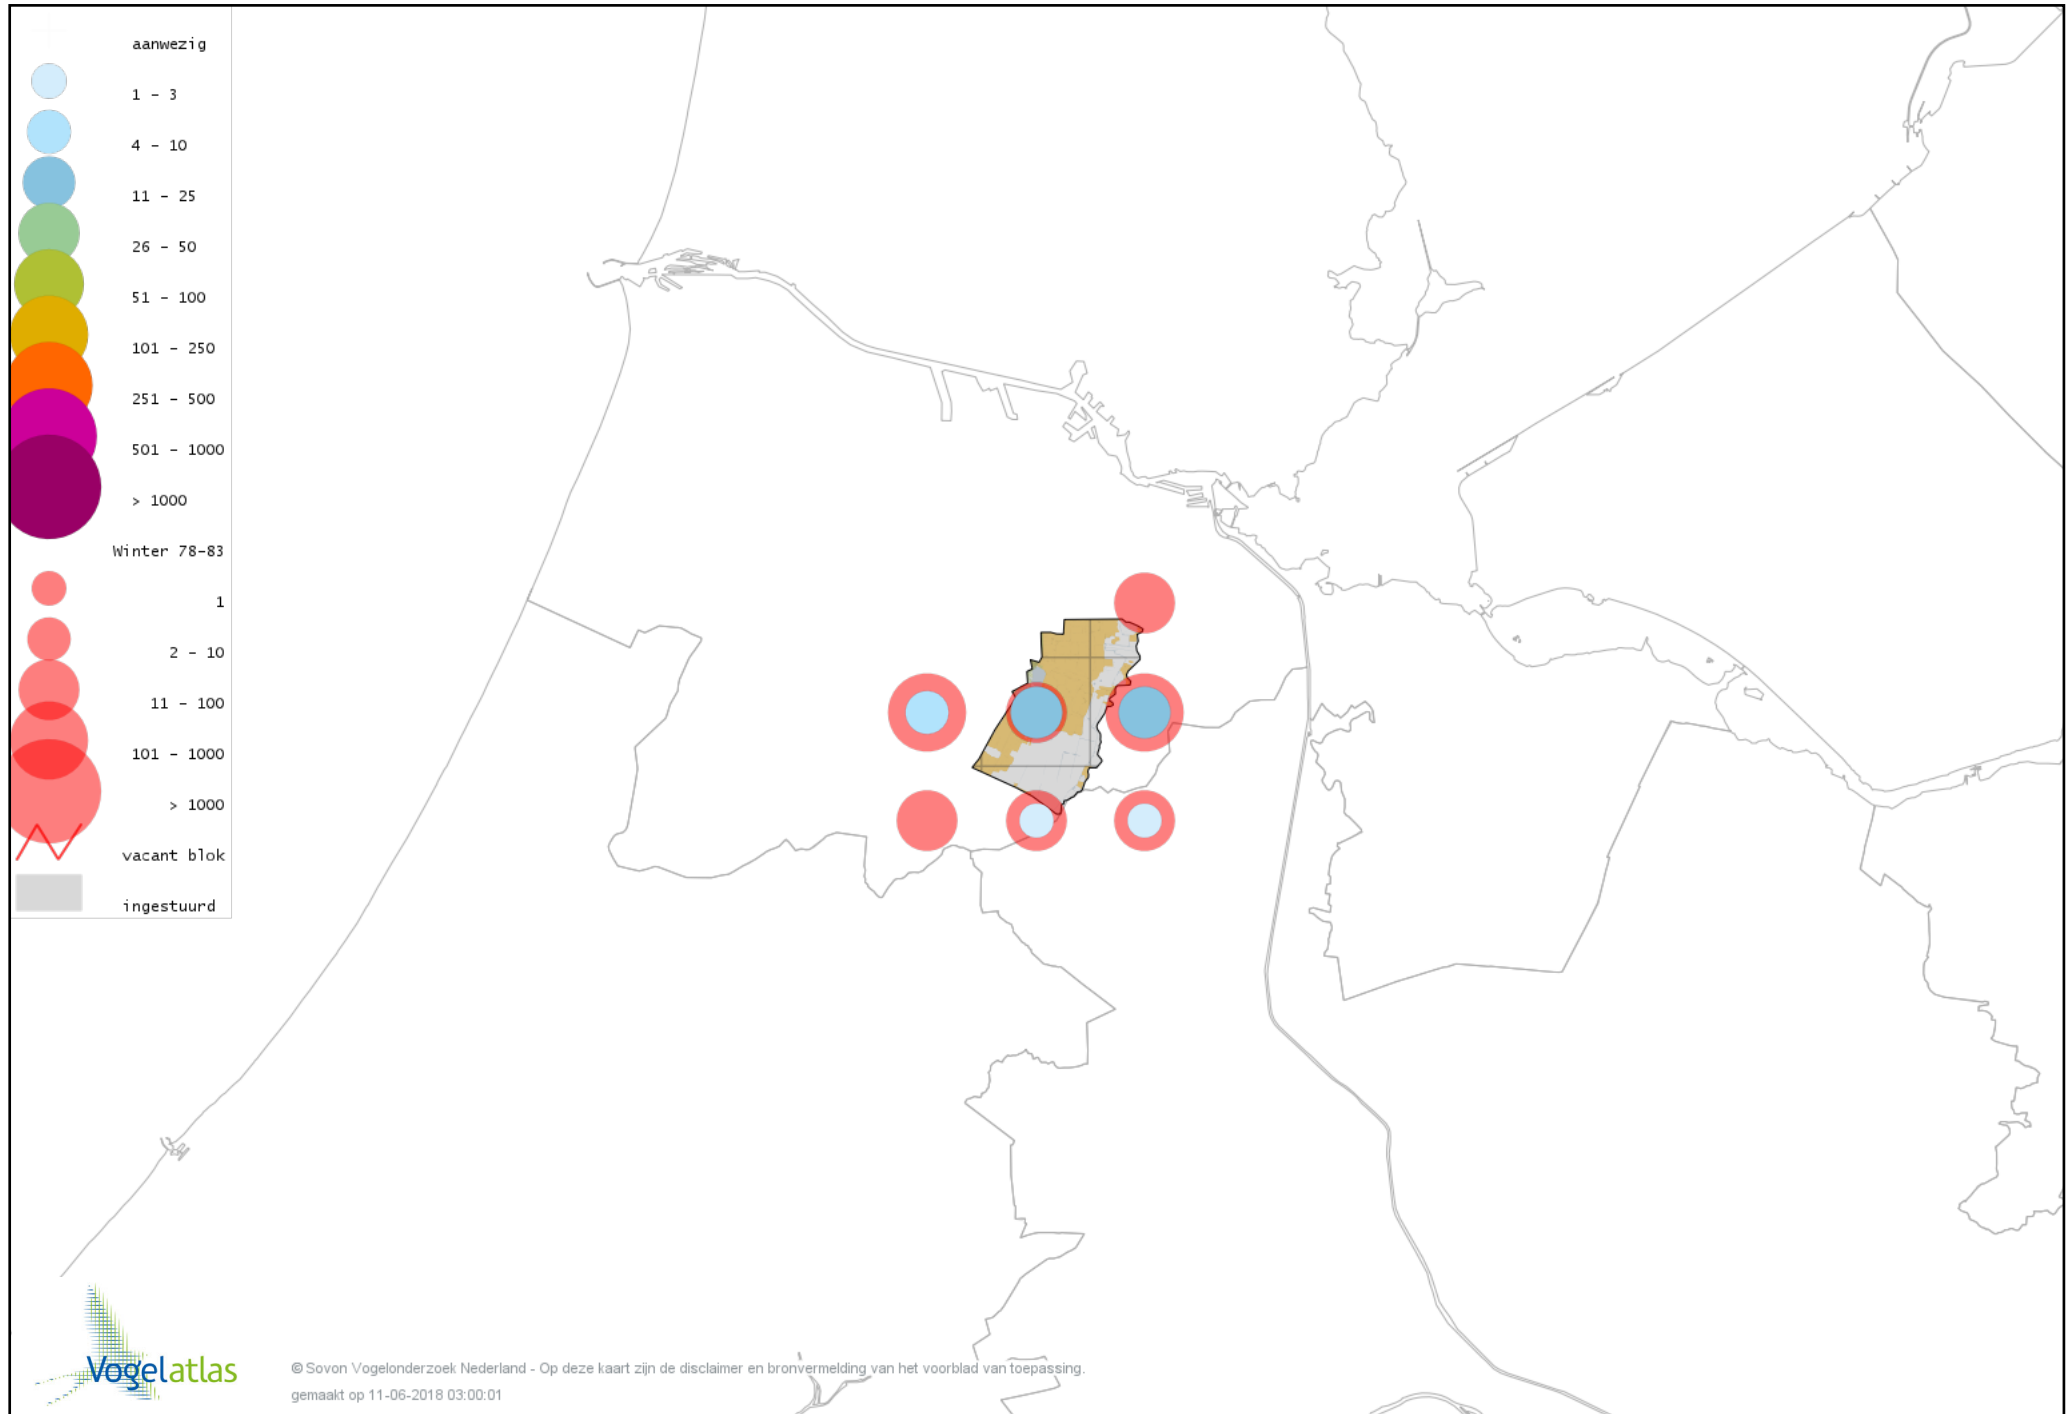 aanwezig
1 - 3
4 - 10
11 - 25
26 - 50
51 - 100
101 - 250
251 - 500
501 - 1000
> 1000
Winter 78-83
1
2 - 10
11 - 100
101 - 1000
> 1000
vacant blok
ingestuurd
Vogelatlas
© Sovon Vogelonderzoek Nederland - Op deze kaart zijn de disclaimer en bronvermelding van het voorblad van toepassing.
gemaakt op 11-06-2018 03:00:01